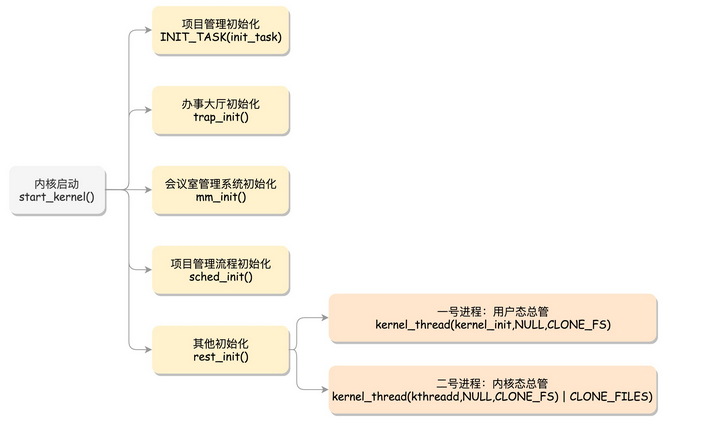 项目管理初始化
INIT_TASK(init_task)
办事大厅初始化
trap_init()
内核启动
start_kernel()
会议室管理系统初始化
mm_init()
项目管理流程初始化
sched_init()
其他初始化
rest_init()
一号进程：用户态总管
kernel_thread(kernel_init,NULL,CLONE_FS)
二号进程：内核态总管
kernel_thread(kthreadd,NULL,CLONE_FS) | CLONE_FILES)